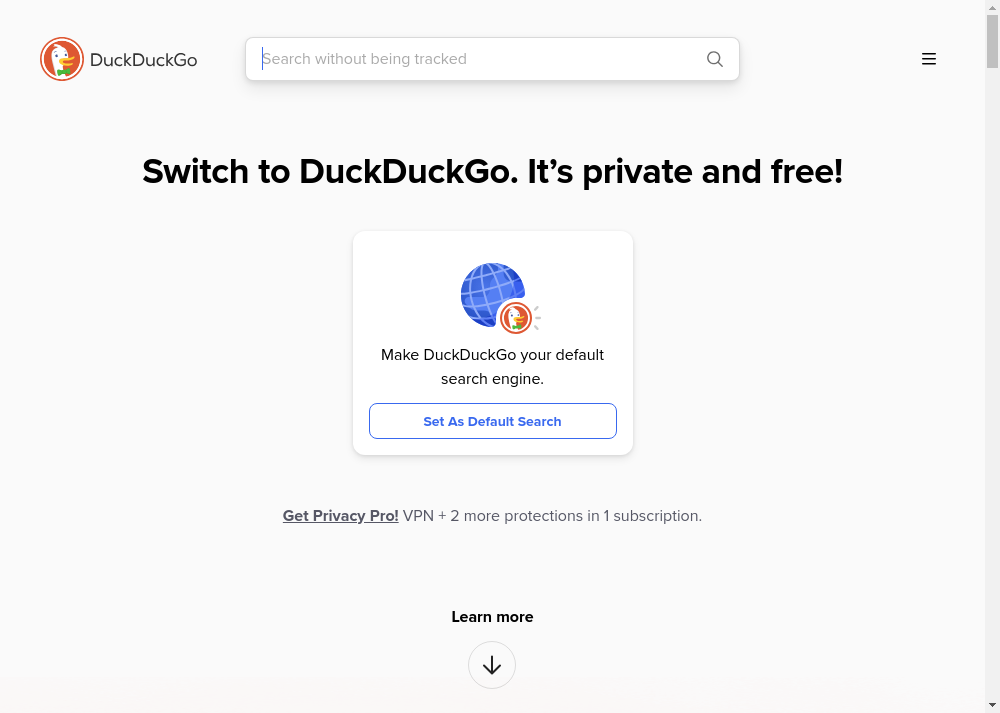 DuckDuckGo
Search without being tracked
Switch to DuckDuckGo. It’s private and free!
Make DuckDuckGo your default
search engine.
Set As Default Search
Get Privacy Pro! VPN + 2 more protections in 1 subscription.
Learn more